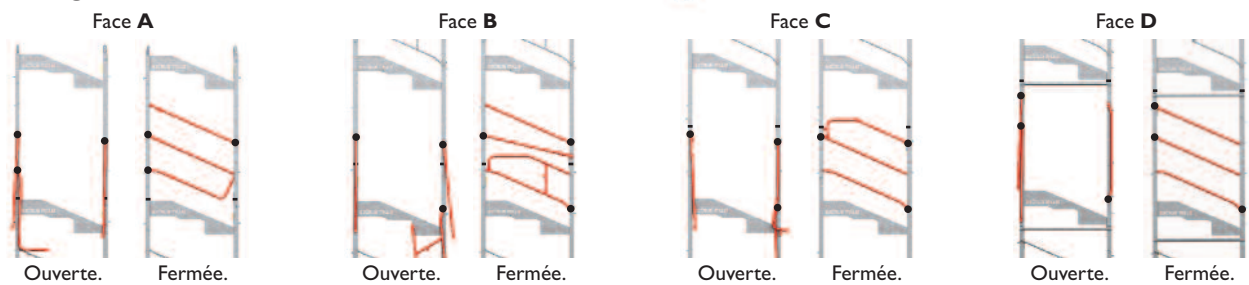 Face A
Face B
Face C
Face D
Ouverte.
Fermée.
Ouverte.
Fermée.
Ouverte.
Fermée.
Ouverte.
Fermée.